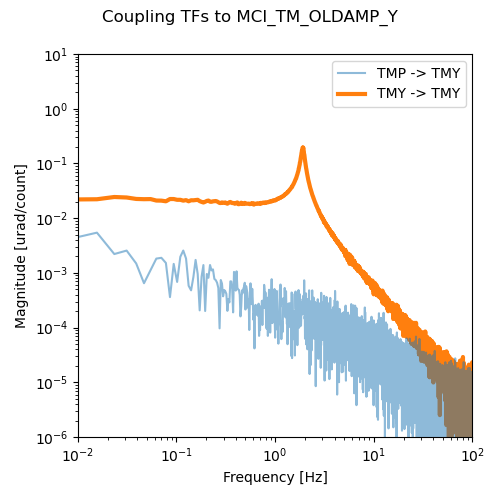 Coupling TFs to MCI_TM_OLDAMP_Y
TMP -> TMY
TMY -> TMY
Magnitude [urad/count]
10^1
10^0
10^-1
10^-2
10^-3
10^-4
10^-5
10^-6
10^-2
10^-1
10^0
10^1
10^2
Frequency [Hz]